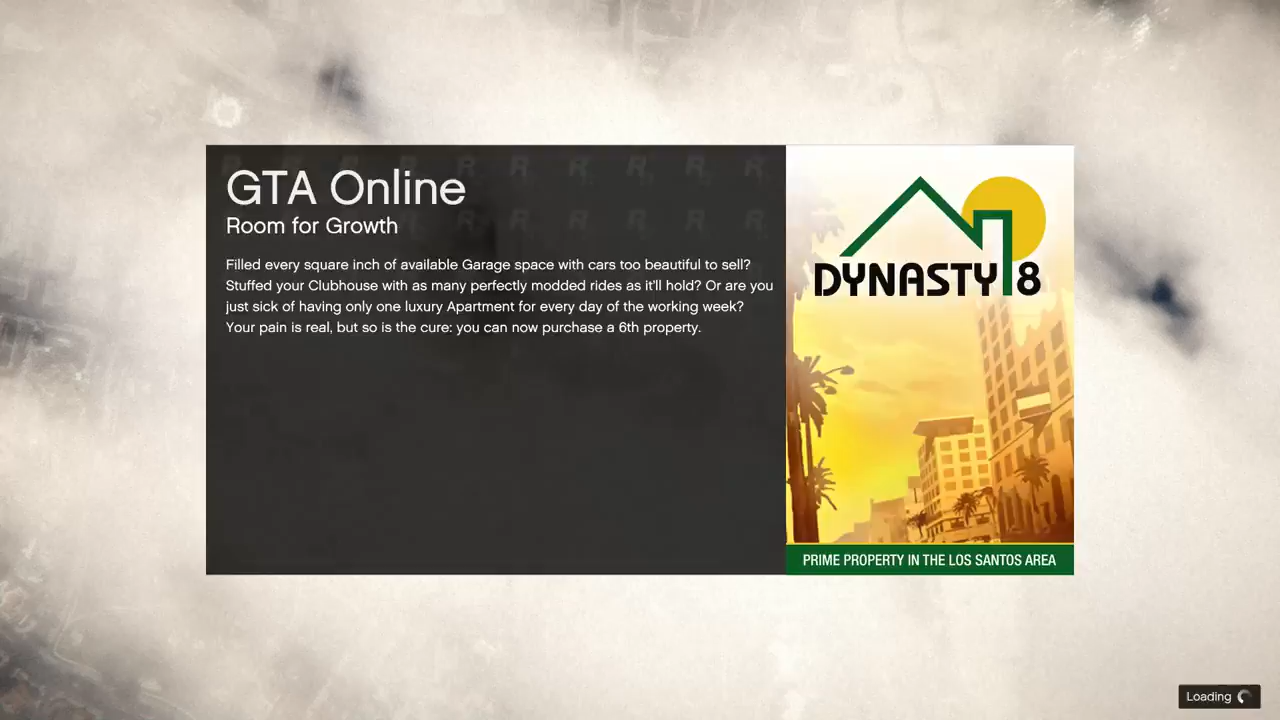 GTA Online
Room for Growth
Filled every square inch of available Garage space with cars too beautiful to sell?
Stuffed your Clubhouse with as many perfectly modded rides as it'll hold? Or are you
just sick of having only one luxury Apartment for every day of the working week?
Your pain is real, but so is the cure: you can now purchase a 6th property.
DYNASTY 8
PRIME PROPERTY IN THE LOS SANTOS AREA
Loading